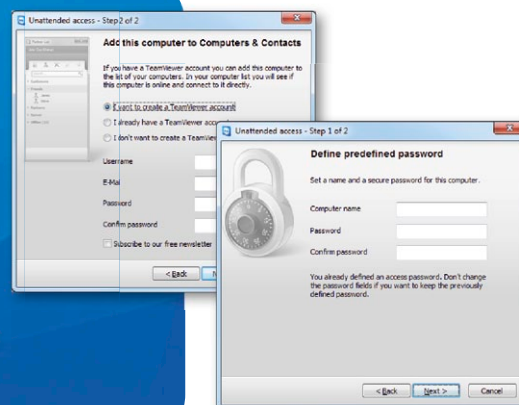 Unattended access - Step 2 of 2
Add this computer to Computers & Contacts
If you have a TeamViewer account you can add this computer to
the list of your computers. In your computer list you will see if
this computer is online and connect to it directly.
I want to create a TeamViewer account
I already have a TeamViewer
I don't want to create a
Username
E-Mail
Password
Confirm password
Subscribe to our free newsletter
< Back
Unattended access - Step 1 of 2
Define predefined password
Set a name and a secure password for this computer.
Computer name
Password
Confirm password
You already defined an access password. Don't change
the password fields if you want to keep the previously
defined password.
< Back
Next >
Cancel